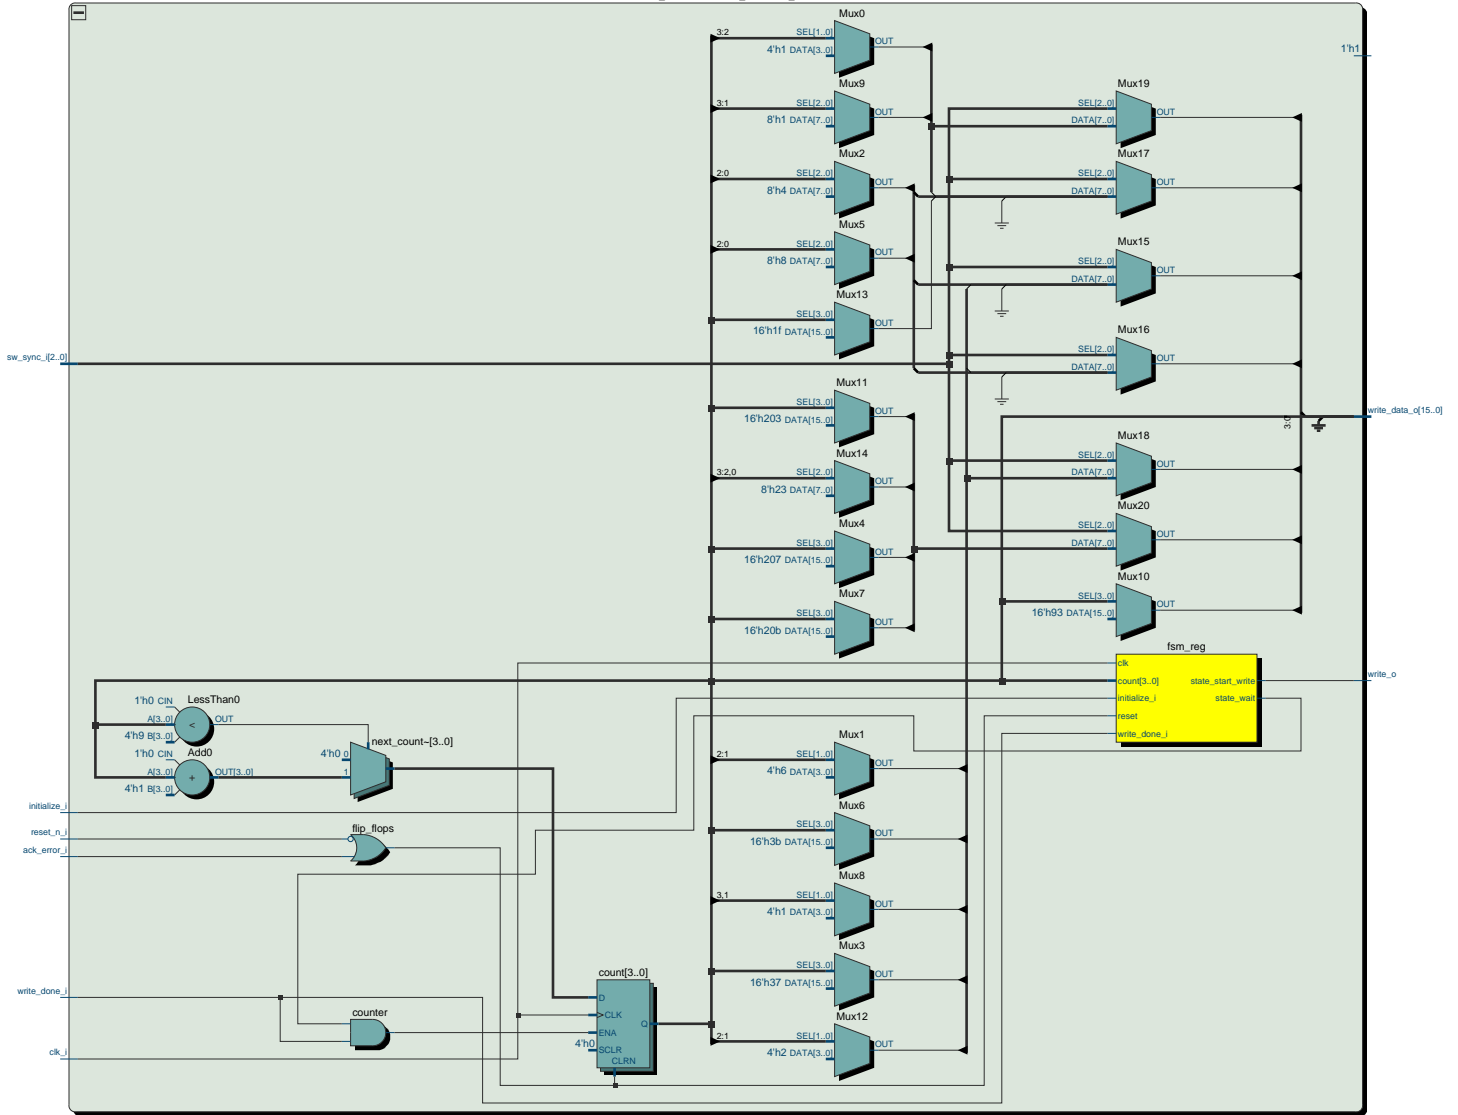 Mux0
3:2
SEL[1..0]
4'h1 DATA[3..0]
OUT
1'h1
Mux9
3:1
SEL[2..0]
8'h1 DATA[7..0]
OUT
Mux19
SEL[2..0]
DATA[7..0]
OUT
Mux2
2:0
SEL[2..0]
8'h4 DATA[7..0]
OUT
Mux17
SEL[2..0]
DATA[7..0]
OUT
Mux5
2:0
SEL[2..0]
8'h8 DATA[7..0]
OUT
Mux15
SEL[2..0]
DATA[7..0]
OUT
Mux13
SEL[3..0]
16'h1f DATA[15..0]
OUT
Mux16
SEL[2..0]
DATA[7..0]
OUT
sw_sync_i[2..0]
Mux11
SEL[3..0]
16'h203 DATA[15..0]
OUT
write_data_o[15..0]
Mux14
3:2,0
SEL[2..0]
8'h23 DATA[7..0]
OUT
Mux18
SEL[2..0]
DATA[7..0]
OUT
Mux4
SEL[3..0]
16'h207 DATA[15..0]
OUT
Mux20
SEL[2..0]
DATA[7..0]
OUT
Mux7
SEL[3..0]
16'h20b DATA[15..0]
OUT
Mux10
SEL[3..0]
16'h93 DATA[15..0]
OUT
fsm_reg
clk
count[3..0]
initialize_i
reset
write_done_i
state_start_write
state_wait
write_o
LessThan0
1'h0 CIN
A[3..0]
4'h9 B[3..0]
<
OUT
Add0
1'h0 CIN
A[3..0]
4'h1 B[3..0]
+
OUT[3..0]
next_count~[3..0]
4'h0 0
1
Mux1
2:1
SEL[1..0]
4'h6 DATA[3..0]
OUT
initialize_i
reset_n_i
ack_error_i
flip_flops
Mux6
SEL[3..0]
16'h3b DATA[15..0]
OUT
Mux8
3,1
SEL[1..0]
4'h1 DATA[3..0]
OUT
Mux3
SEL[3..0]
16'h37 DATA[15..0]
OUT
write_done_i
counter
clk_i
count[3..0]
D
CLK
ENA
4'h0
SCLR
CLRN
Q
Mux12
2:1
SEL[1..0]
4'h2 DATA[3..0]
OUT